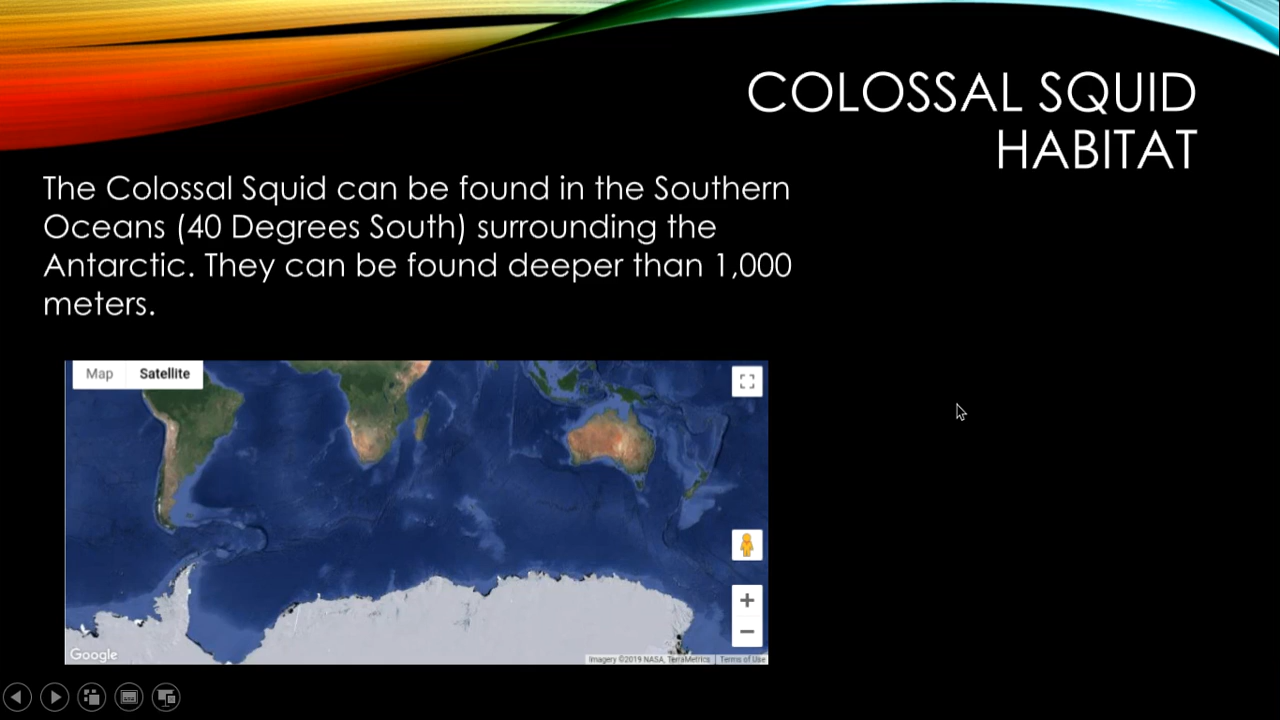 COLOSSAL SQUID
HABITAT
The Colossal Squid can be found in the Southern
Oceans (40 Degrees South) surrounding the
Antarctic. They can be found deeper than 1,000
meters.
Map Satellite
Google
Imagery ©2019 NASA, TerraMetrics Terms of Use